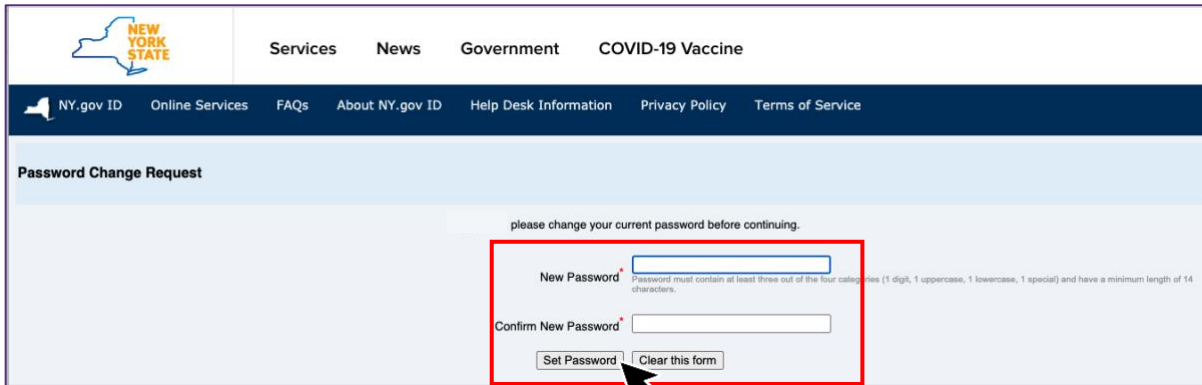 NEW
YORK
STATE
Services News Government COVID-19 Vaccine
NY.gov ID Online Services FAQs About NY.gov ID Help Desk Information Privacy Policy Terms of Service
Password Change Request
please change your current password before continuing.
New Password*
Password must contain at least three out of the four categories (1 digit, 1 uppercase, 1 lowercase, 1 special) and have a minimum length of 14
characters.
Confirm New Password*
Set Password Clear this form